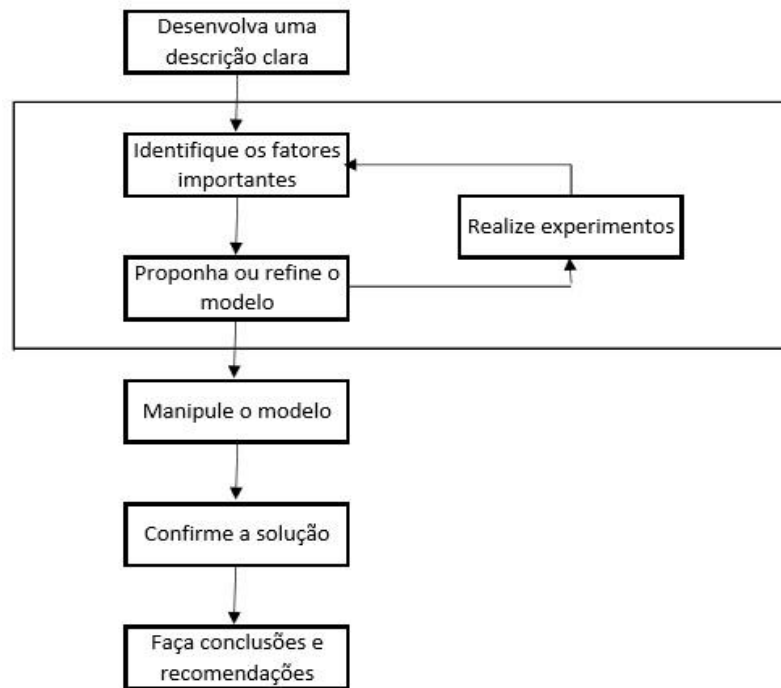 Desenvolva uma
descrição clara
Identifique os fatores
importantes
Realize experimentos
Proponha ou refine o
modelo
Manipule o modelo
Confirme a solução
Faça conclusões e
recomendações